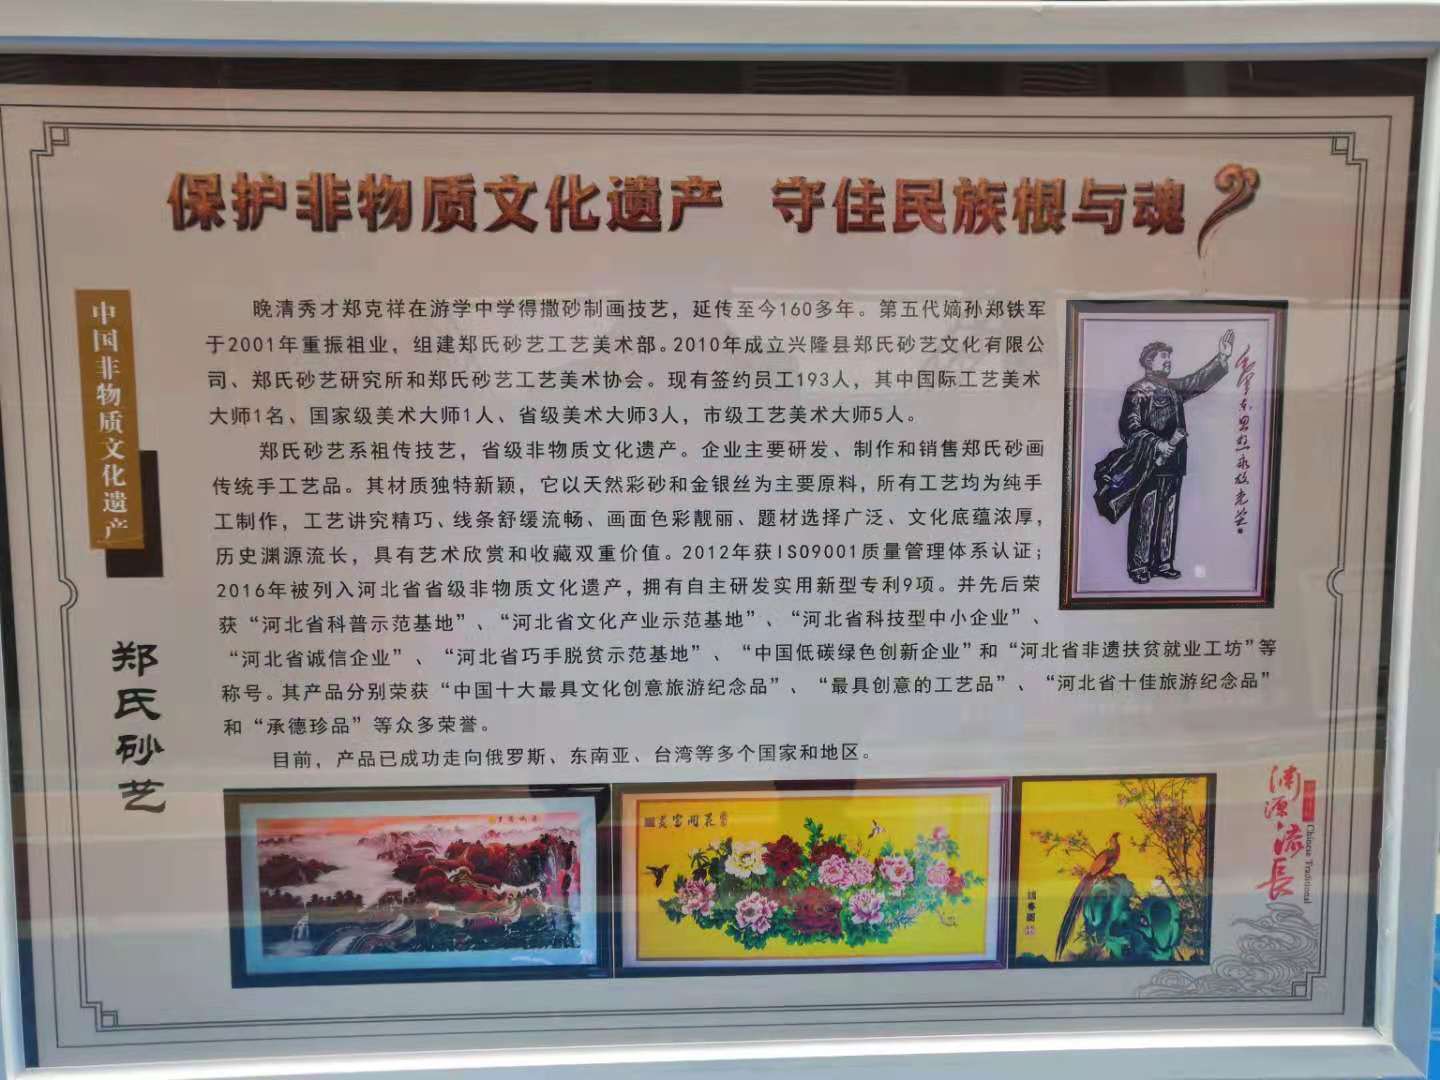 保护非物质文化遗产 守住民族根与魂
中国非物质文化遗产
郑氏砂艺
晚清秀才郑克祥在游学中学得撒砂制画技艺，延传至今160多年。第五代嫡孙郑铁军
于2001年重振祖业，组建郑氏砂艺工艺美术部。2010年成立兴隆县郑氏砂艺文化有限公
司、郑氏砂艺研究所和郑氏砂艺工艺美术协会。现有签约员工193人，其中国际工艺美术
大师1名、国家级美术大师1人、省级美术大师3人，市级工艺美术大师5人。
郑氏砂艺系祖传技艺，省级非物质文化遗产。企业主要研发、制作和销售郑氏砂画
传统手工艺品。其材质独特新颖，它以天然彩砂和金银丝为主要原料，所有工艺均为纯手
工制作，工艺讲究精巧、线条舒缓流畅、画面色彩靓丽、题材选择广泛、文化底蕴浓厚，
历史渊源流长，具有艺术欣赏和收藏双重价值。2012年获ISO9001质量管理体系认证；
2016年被列入河北省省级非物质文化遗产，拥有自主研发实用新型专利9项。并先后荣
获“河北省科普示范基地”、“河北省文化产业示范基地”、“河北省科技型中小企业”、
“河北省诚信企业”、“河北省巧手脱贫示范基地”、“中国低碳绿色创新企业”和“河北省非遗扶贫就业工坊”等
称号。其产品分别荣获“中国十大最具文化创意旅游纪念品”、“最具创意的工艺品”、“河北省十佳旅游纪念品”
和“承德珍品”等众多荣誉。
目前，产品已成功走向俄罗斯、东南亚、台湾等多个国家和地区。
毛泽东思想永放光芒
花开富贵
渊源流长
Chinese Traditional